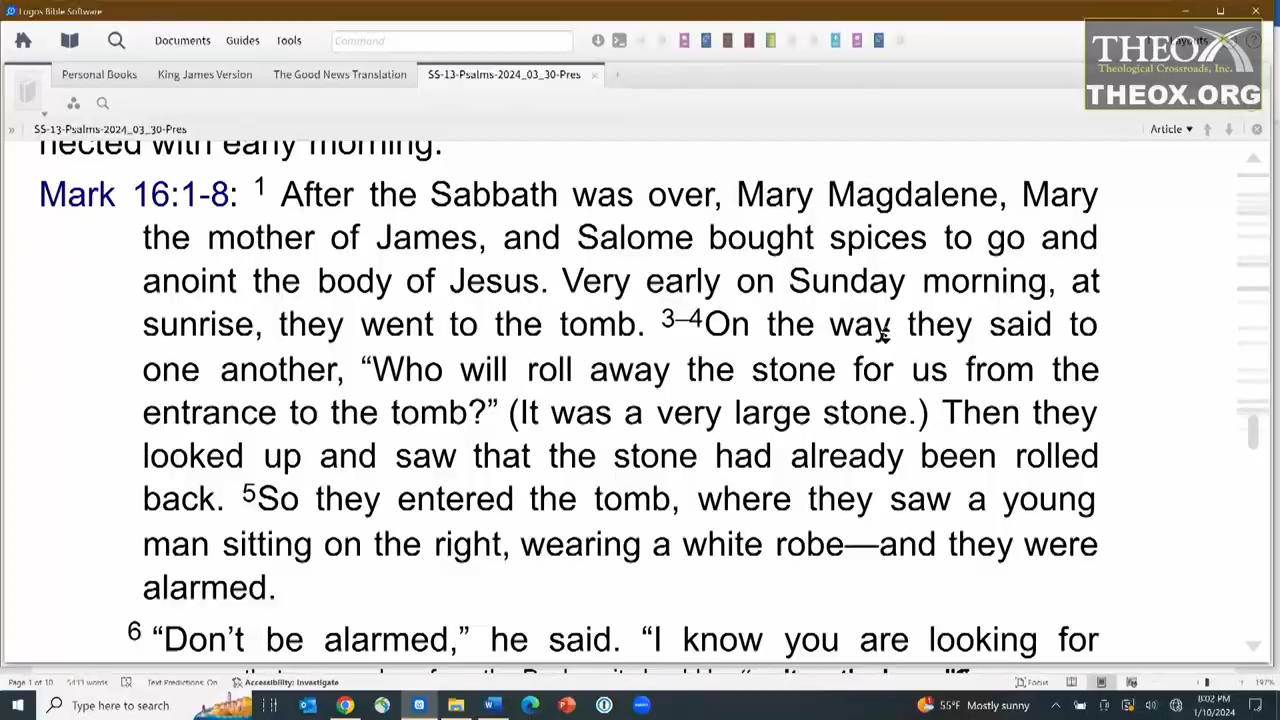 Logos Bible Software
Documents Guides Tools Command
THEOX
Theological Crossroads, Inc.
THEOX.ORG
Personal Books King James Version The Good News Translation SS-13-Psalms-2024_03_30-Pres
SS-13-Psalms-2024_03_30-Pres Article
nected with early morning.
Mark 16:1-8: 1 After the Sabbath was over, Mary Magdalene, Mary
the mother of James, and Salome bought spices to go and
anoint the body of Jesus. Very early on Sunday morning, at
sunrise, they went to the tomb. 3–4On the way they said to
one another, “Who will roll away the stone for us from the
entrance to the tomb?” (It was a very large stone.) Then they
looked up and saw that the stone had already been rolled
back. 5So they entered the tomb, where they saw a young
man sitting on the right, wearing a white robe—and they were
alarmed.
6 “Don’t be alarmed,” he said. “I know you are looking for
Page 1 of 10 5413 words Text Predictions: On Accessibility: Investigate Focus 197%
Type here to search 55°F Mostly sunny 8:02 PM
1/10/2024